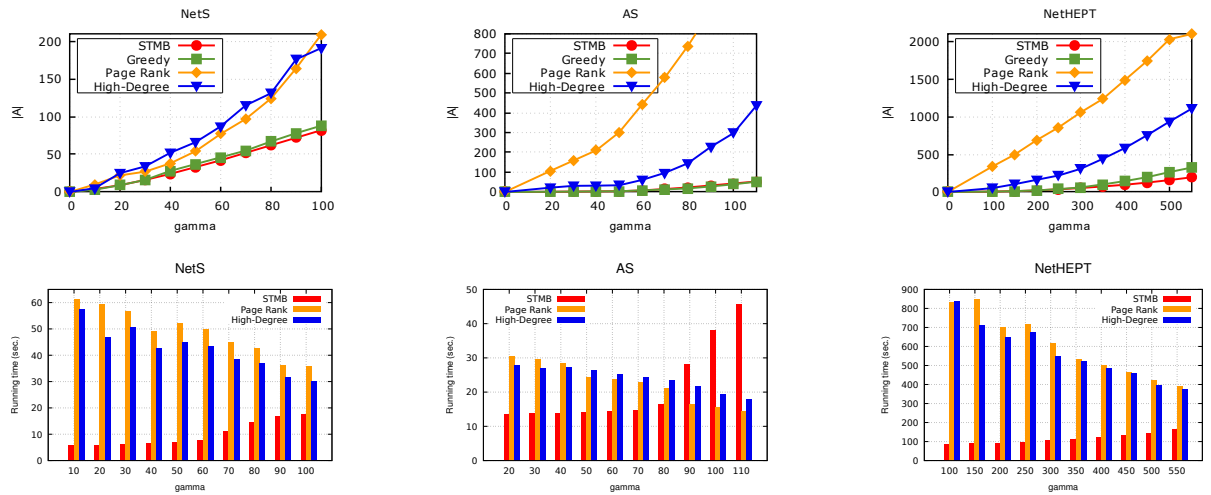 NetS
|A|
200
150
100
50
0
STMB
Greedy
Page Rank
High-Degree
0 20 40 60 80 100
gamma
AS
|A|
800
700
600
500
400
300
200
100
0
STMB
Greedy
Page Rank
High-Degree
0 20 40 60 80 100
gamma
NetHEPT
|A|
2000
1500
1000
500
0
STMB
Greedy
Page Rank
High-Degree
0 100 200 300 400 500
gamma
NetS
Running time (sec.)
60
50
40
30
20
10
0
STMB
Page Rank
High-Degree
10 20 30 40 50 60 70 80 90 100
gamma
AS
Running time (sec.)
50
40
30
20
10
0
STMB
Page Rank
High-Degree
20 30 40 50 60 70 80 90 100 110
gamma
NetHEPT
Running time (sec.)
900
800
700
600
500
400
300
200
100
0
STMB
Page Rank
High-Degree
100 150 200 250 300 350 400 450 500 550
gamma